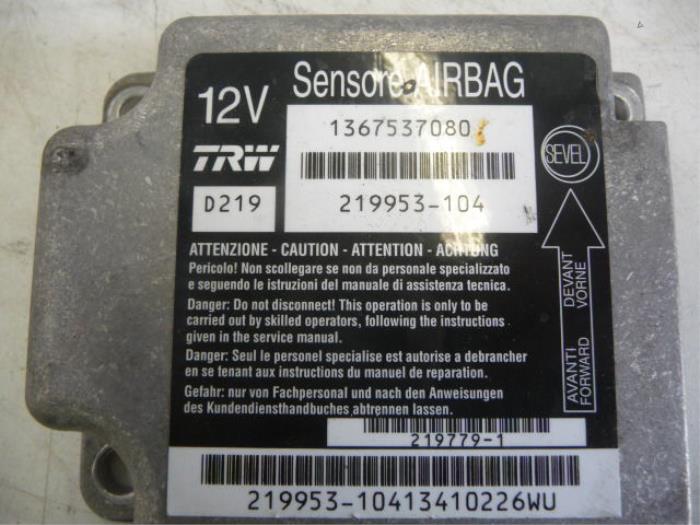 12V Sensore AIRBAG
1367537080
TRW
SEVEL
D219
219953-104
ATTENZIONE - CAUTION - ATTENTION - ACHTUNG
Pericolo! Non scollegare se non da personale specializzato
e seguendo le istruzioni del manuale di assistenza tecnica.
Danger: Do not disconnect! This operation is only to be
carried out by skilled operators, following the instructions
given in the service manual.
Danger: Seul le personel specialise est autorise a debrancher
en se tenant aux instructions du manuel de reparation.
Gefahr: nur von Fachpersonal und nach den Anweisungen
des Kundendiensthandbuches abtrennen lassen.
AVANTI DEVANT
FORWARD VORNE
219779-1
219953-10413410226WU